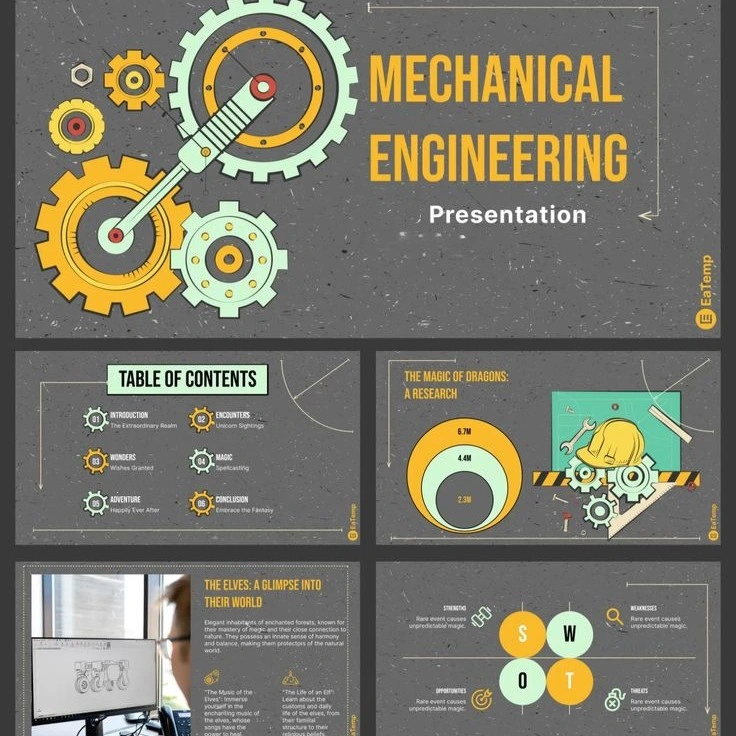 MECHANICAL
ENGINEERING
Presentation
EaTemp
TABLE OF CONTENTS
01
INTRODUCTION
The Extraordinary Realm
02
ENCOUNTERS
Unicorn Sightings
03
WONDERS
Wishes Granted
04
MAGIC
Spellcasting
05
ADVENTURE
Happily Ever After
06
CONCLUSION
Embrace the Fantasy
EaTemp
THE MAGIC OF DRAGONS:
A RESEARCH
6.7M
4.4M
2.3M
EaTemp
THE ELVES: A GLIMPSE INTO
THEIR WORLD
Elegant inhabitants of enchanted forests, known for
their mastery of magic and their close connection to
nature. They possess an innate sense of harmony
and balance, making them protectors of the natural
world.
"The Music of the
Elves": Immerse
yourself in the
enchanting music of
the elves, whose
songs have the
power to heal,
"The Life of an Elf":
Learn about the
customs and daily
life of the elves, from
their familial
structure to their
religious beliefs.
EaTemp
STRENGTHS
Rare event causes
unpredictable magic.
S
W
WEAKNESSES
Rare event causes
unpredictable magic.
OPPORTUNITIES
Rare event causes
unpredictable magic.
O
T
THREATS
Rare event causes
unpredictable magic.
EaTemp